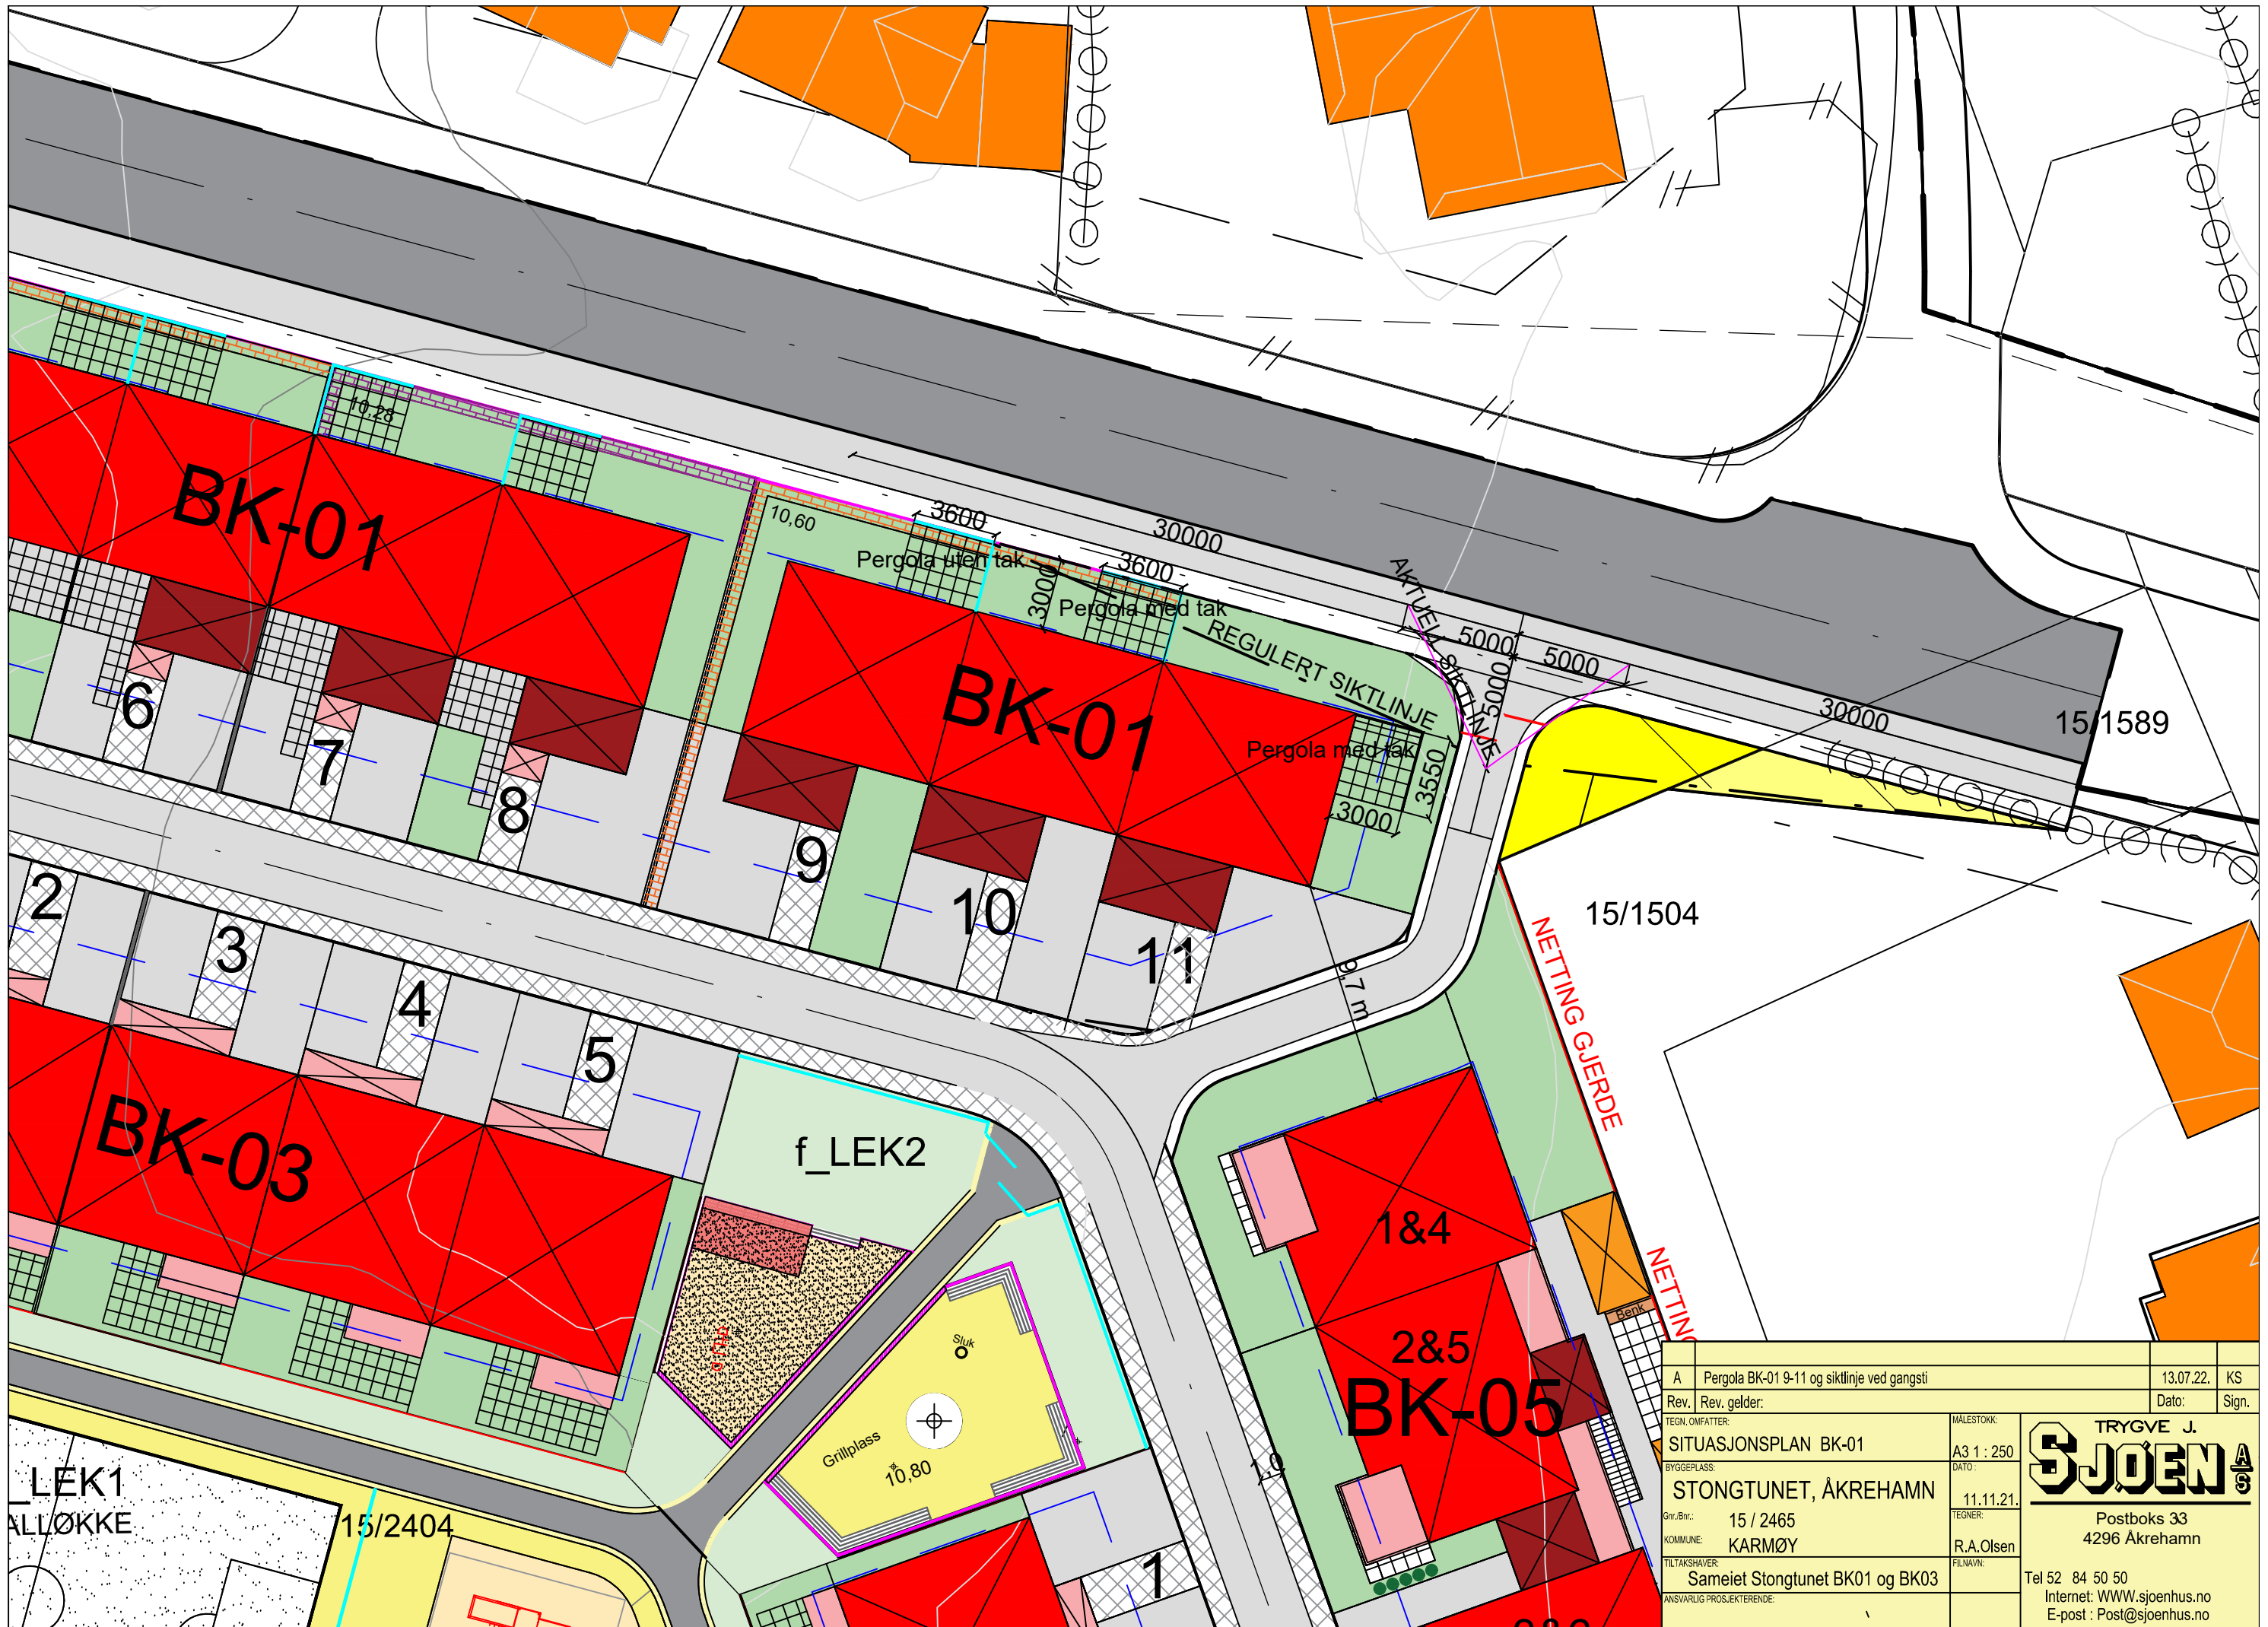 10,28
BK-01
10,60
3600
Pergola uten tak
30000
3000
3600
Pergola med tak
REGULERT SIKTLINJE
AKTUELL SIKTLINJE
5000
5000
5000
30000
15/1589
BK-01
Pergola med tak
3550
3000
6
7
8
9
10
11
15/1504
NETTING GJERDE
9,7 m
2
3
4
5
BK-03
f_LEK2
1&4
2&5
BK-05
NETTING
Benk
Sluk
Grillplass
10,80
1,0
_LEK1
ALLØKKE
15/2404
1
A Pergola BK-01 9-11 og siktlinje ved gangsti 13.07.22. KS
Rev. Rev. gjelder: Dato: Sign.
TEGN. OMFATTER:
SITUASJONSPLAN BK-01
MÅLESTOKK:
A3 1 : 250
BYGGEPLASS:
STONGTUNET, ÅKREHAMN
DATO :
11.11.21.
Gnr./Bnr.: 15 / 2465
KOMMUNE: KARMØY
TEGNER:
R.A.Olsen
TILTAKSHAVER:
Sameiet Stongtunet BK01 og BK03
FILNAVN:
ANSVARLIG PROSJEKTERENDE:
TRYGVE J.
SJØEN A/S
Postboks 33
4296 Åkrehamn
Tel 52 84 50 50
Internet: WWW.sjoenhus.no
E-post : Post@sjoenhus.no